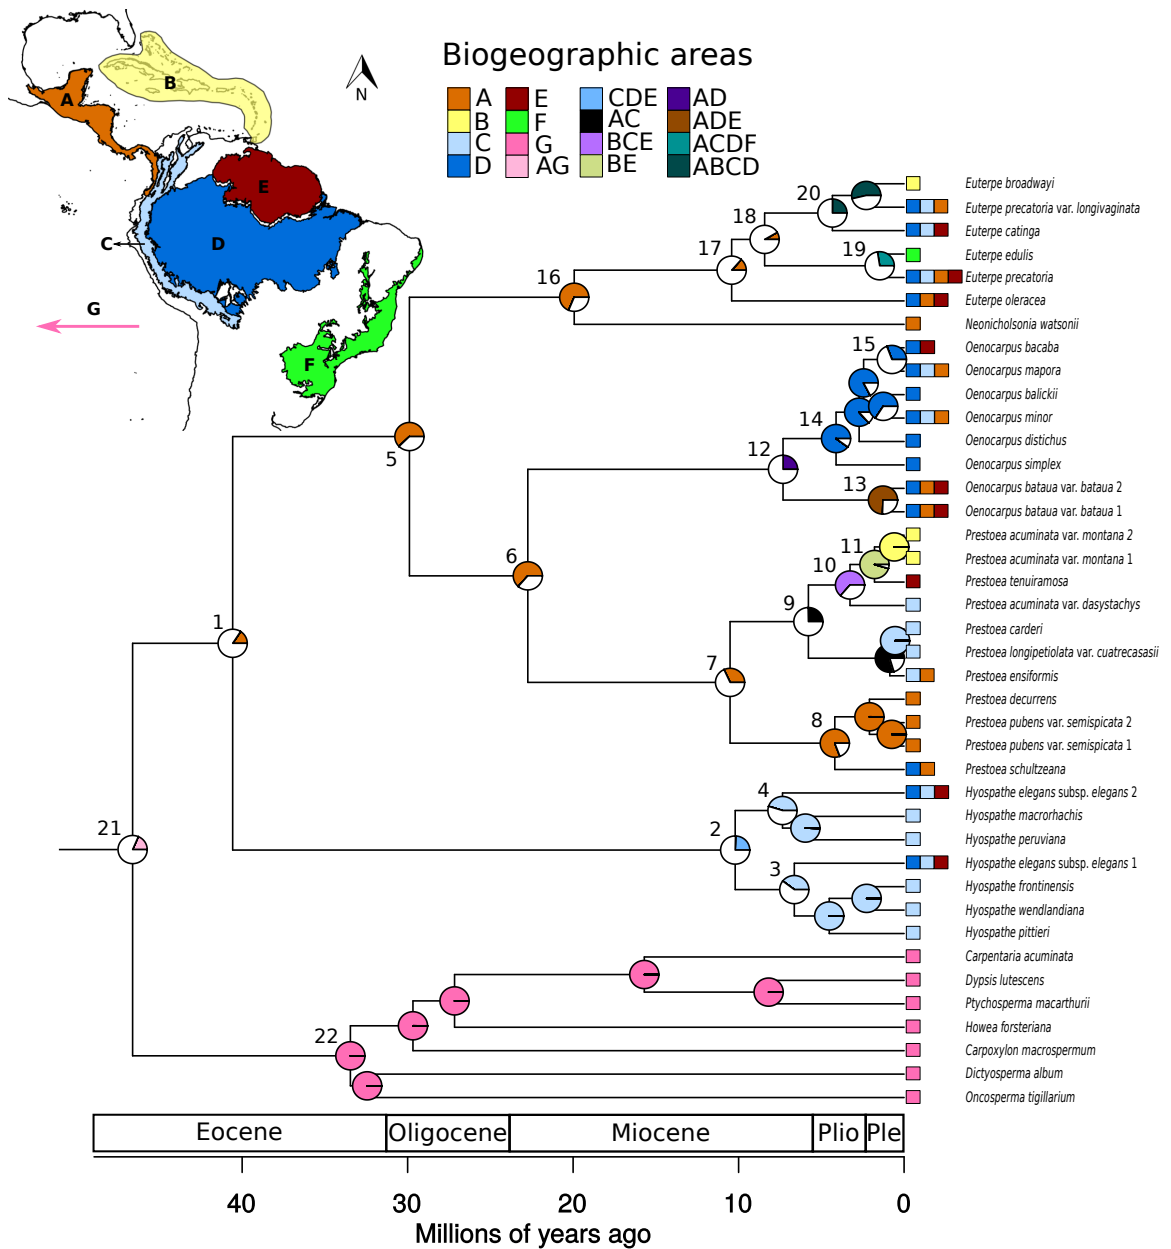 Biogeographic areas
A
B
C
D
E
F
G
AG
CDE
AC
BCE
BE
AD
ADE
ACDF
ABCD
A
B
C
D
E
F
G
N
Euterpe broadwayi
Euterpe precatoria var. longivaginata
Euterpe catinga
Euterpe edulis
Euterpe precatoria
Euterpe oleracea
Neonicholsonia watsonii
Oenocarpus bacaba
Oenocarpus mapora
Oenocarpus balickii
Oenocarpus minor
Oenocarpus distichus
Oenocarpus simplex
Oenocarpus bataua var. bataua 2
Oenocarpus bataua var. bataua 1
Prestoea acuminata var. montana 2
Prestoea acuminata var. montana 1
Prestoea tenuiramosa
Prestoea acuminata var. dasystachys
Prestoea carderi
Prestoea longipetiolata var. cuatrecasasii
Prestoea ensiformis
Prestoea decurrens
Prestoea pubens var. semispicata 2
Prestoea pubens var. semispicata 1
Prestoea schultzeana
Hyospathe elegans subsp. elegans 2
Hyospathe macrorhachis
Hyospathe peruviana
Hyospathe elegans subsp. elegans 1
Hyospathe frontinensis
Hyospathe wendlandiana
Hyospathe pittieri
Carpentaria acuminata
Dypsis lutescens
Ptychosperma macarthurii
Howea forsteriana
Carpoxylon macrospermum
Dictyosperma album
Oncosperma tigillarium
20
18
17
19
16
15
14
12
13
5
6
11
10
9
1
7
8
4
2
3
21
22
Eocene
Oligocene
Miocene
Plio
Ple
40
30
20
10
0
Millions of years ago